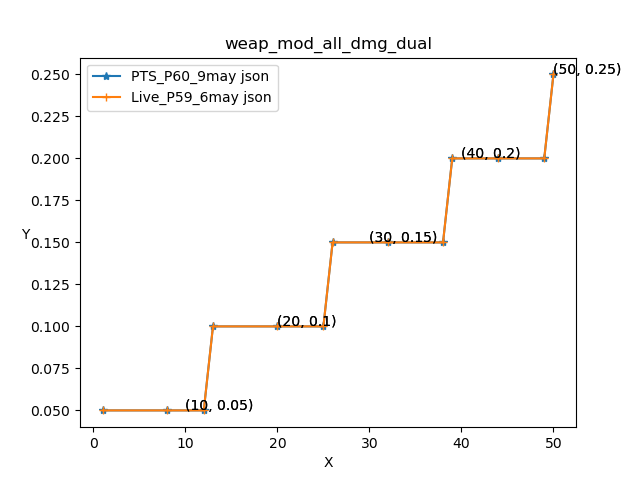 weap_mod_all_dmg_dual
PTS_P60_9may json
Live_P59_6may json
(50, 0.25)
(40, 0.2)
(30, 0.15)
(20, 0.1)
(10, 0.05)
0.250
0.225
0.200
0.175
0.150
0.125
0.100
0.075
0.050
Y
0 10 20 30 40 50
X